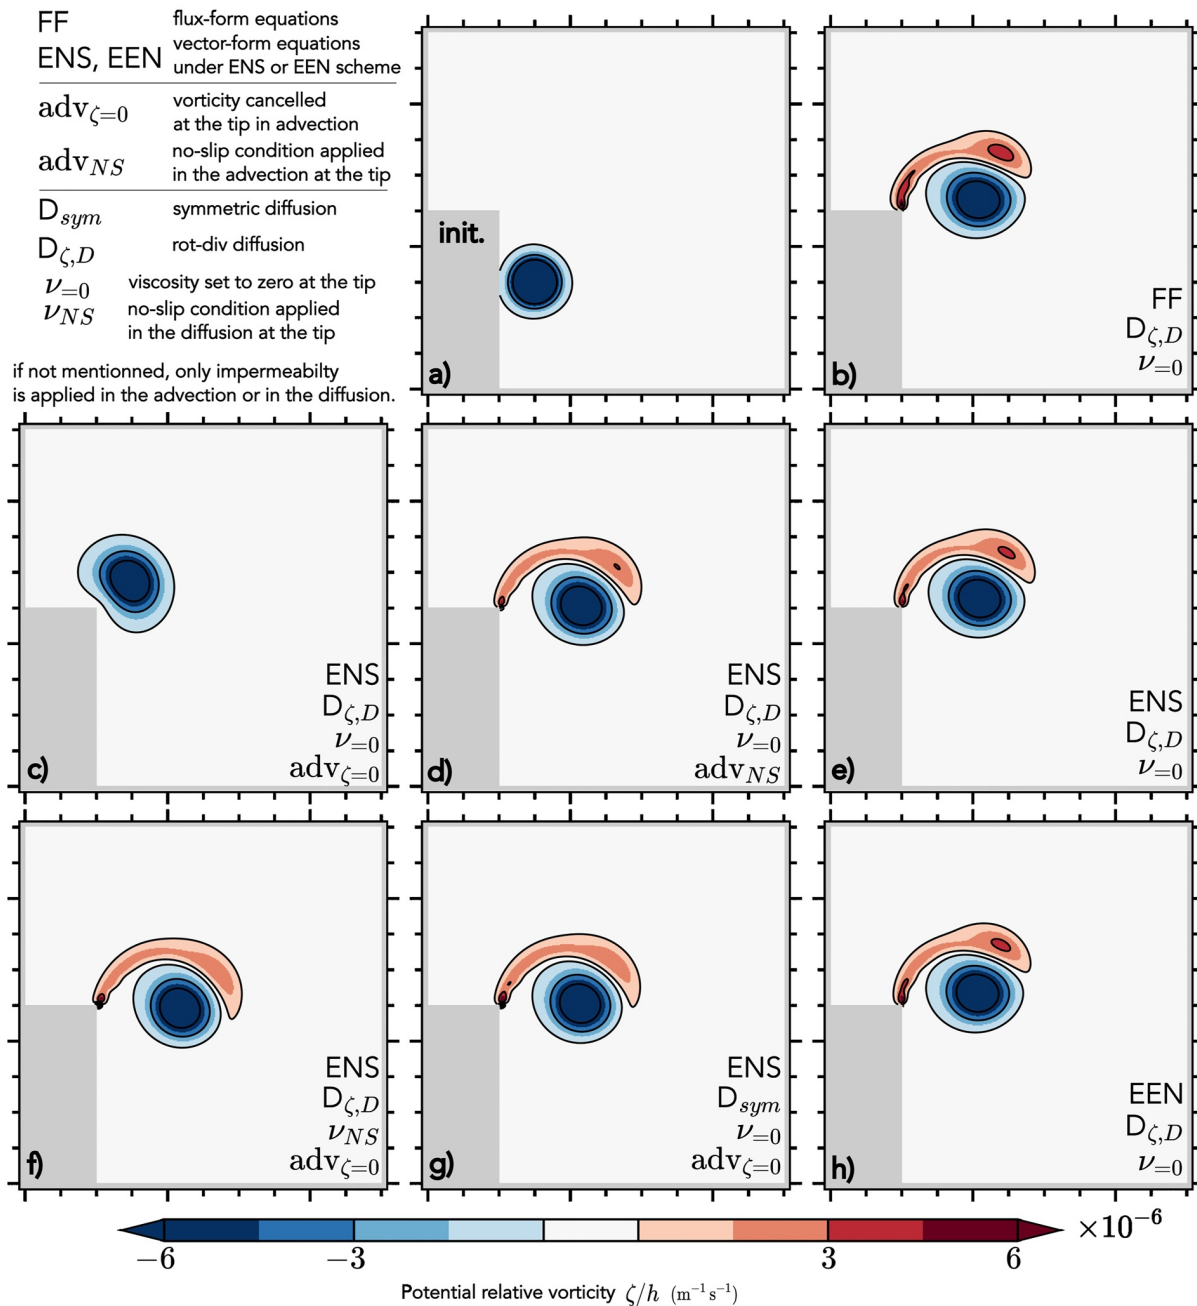 FF flux-form equations
ENS, EEN vector-form equations
under ENS or EEN scheme
adv_{ζ=0} vorticity cancelled
at the tip in advection
adv_{NS} no-slip condition applied
in the advection at the tip
D_{sym} symmetric diffusion
D_{ζ,D} rot-div diffusion
ν_{=0} viscosity set to zero at the tip
ν_{NS} no-slip condition applied
in the diffusion at the tip
if not mentionned, only impermeabilty
is applied in the advection or in the diffusion.
init.
a)
FF
D_{ζ,D}
ν_{=0}
b)
ENS
D_{ζ,D}
ν_{=0}
adv_{ζ=0}
c)
ENS
D_{ζ,D}
ν_{=0}
adv_{NS}
d)
ENS
D_{ζ,D}
ν_{=0}
e)
ENS
D_{ζ,D}
ν_{NS}
adv_{ζ=0}
f)
ENS
D_{sym}
ν_{=0}
adv_{ζ=0}
g)
EEN
D_{ζ,D}
ν_{=0}
h)
×10⁻⁶
−6 −3 3 6
Potential relative vorticity ζ/h (m⁻¹ s⁻¹)